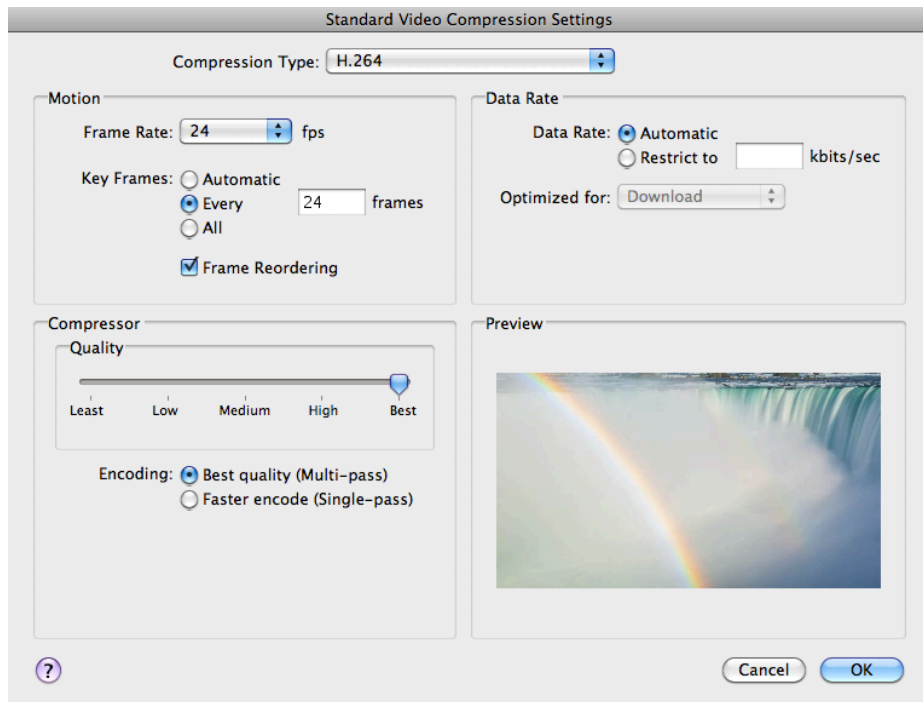 Standard Video Compression Settings
Compression Type: H.264
Motion
Frame Rate: 24 fps
Key Frames: Automatic
Every 24 frames
All
Frame Reordering
Data Rate
Data Rate: Automatic
Restrict to kbits/sec
Optimized for: Download
Compressor
Quality
Least Low Medium High Best
Encoding: Best quality (Multi-pass)
Faster encode (Single-pass)
Preview
?
Cancel OK